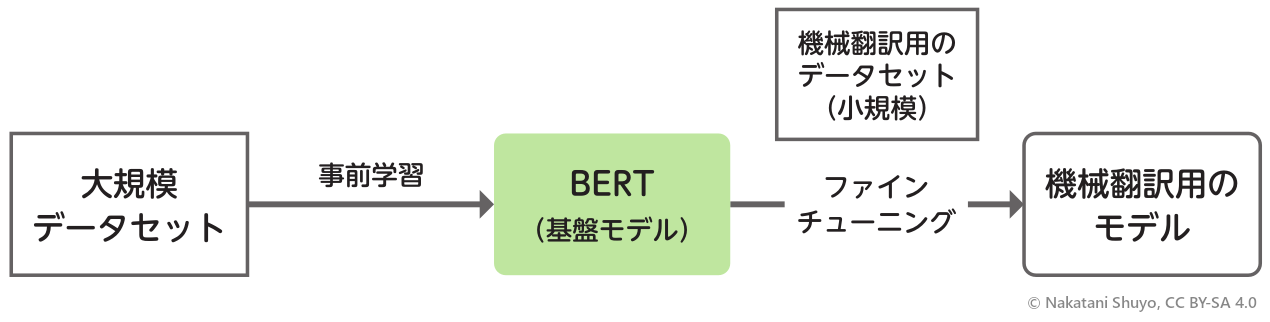 大規模
データセット
事前学習
BERT
（基盤モデル）
機械翻訳用の
データセット
（小規模）
ファイン
チューニング
機械翻訳用の
モデル
© Nakatani Shuyo, CC BY-SA 4.0